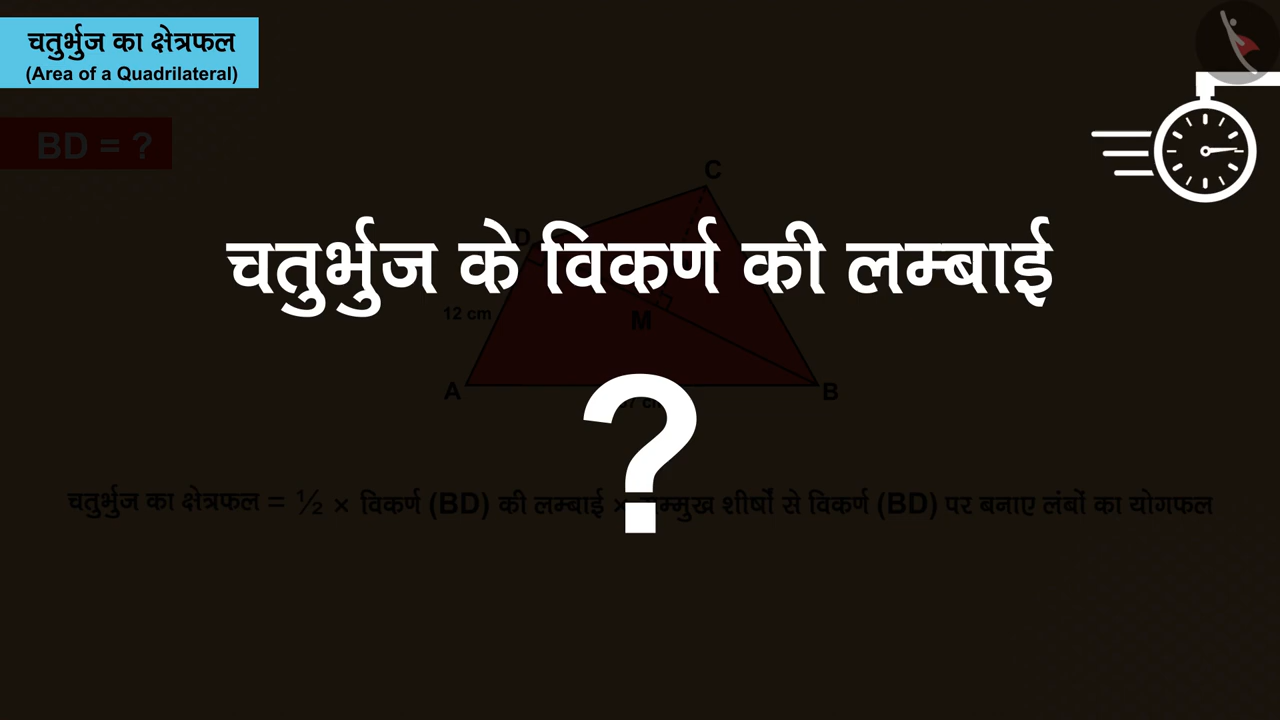 चतुर्भुज का क्षेत्रफल
(Area of a Quadrilateral)
BD = ?
C
D
चतुर्भुज के विकर्ण की लम्बाई
12 cm
M
A
B
?
चतुर्भुज का क्षेत्रफल = ½ × विकर्ण (BD) की लम्बाई × शीर्षों से विकर्ण (BD) पर बनाए लंबों का योगफल